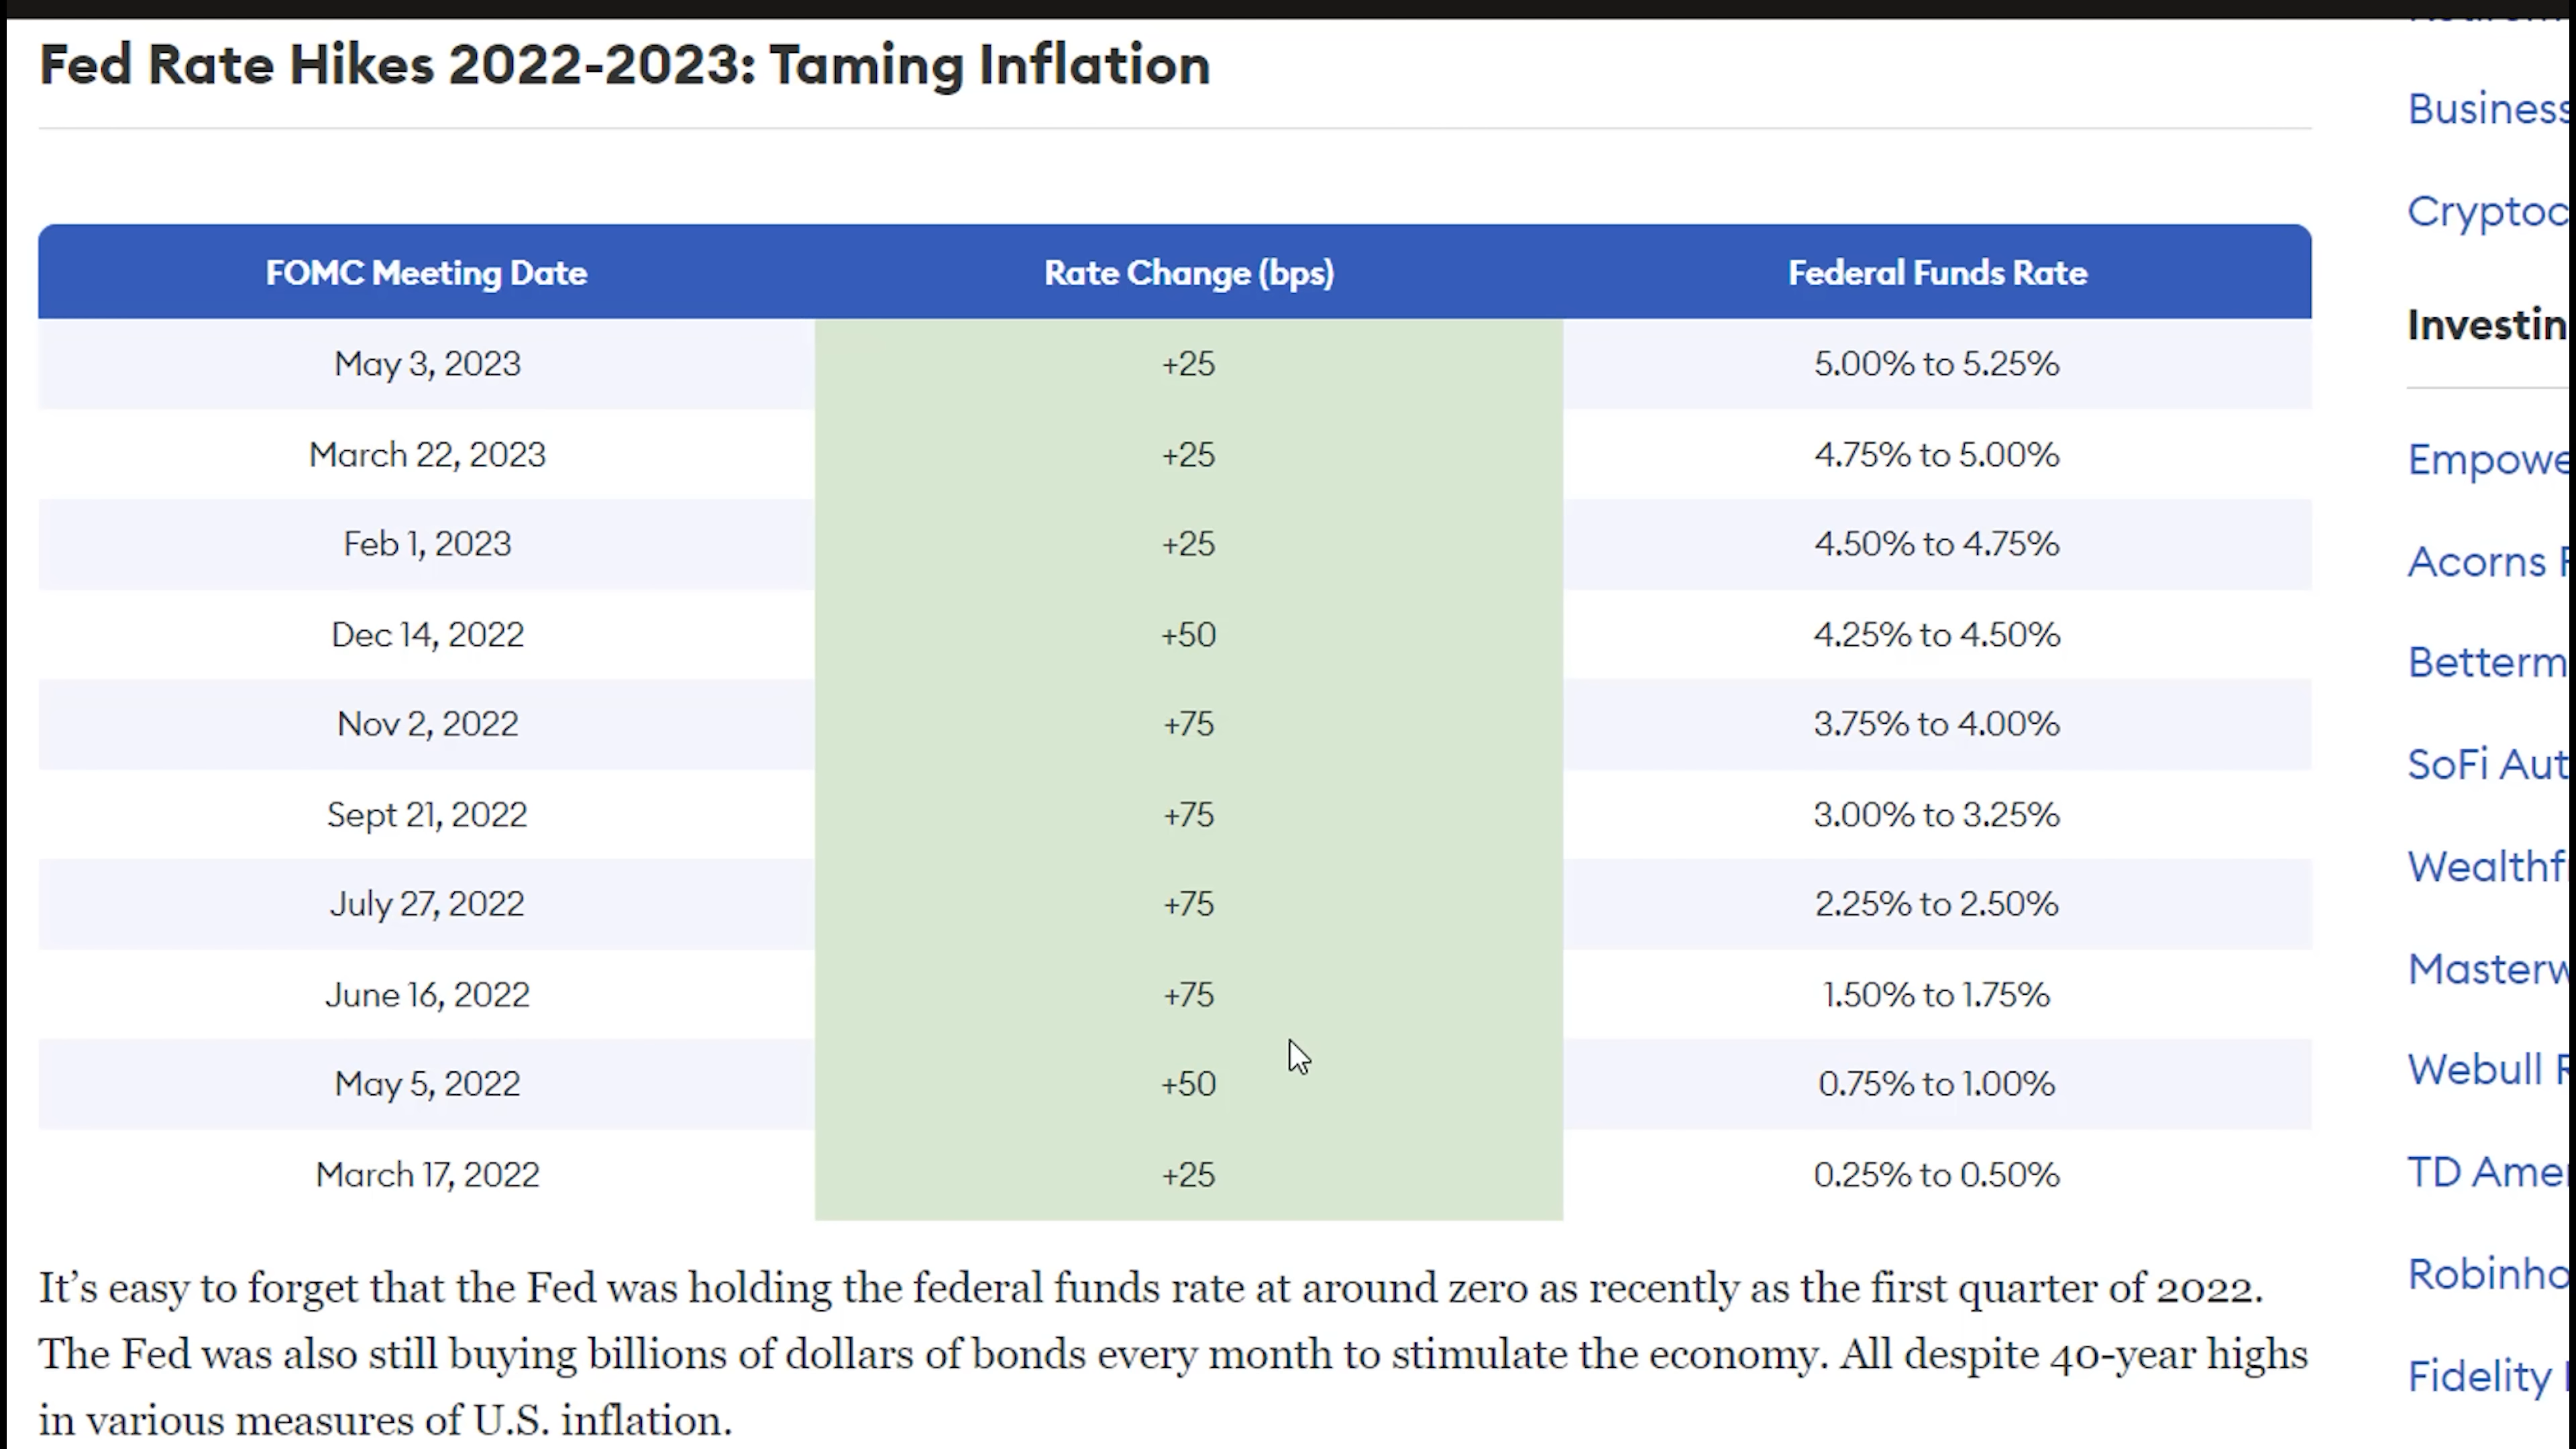 Fed Rate Hikes 2022-2023: Taming Inflation
FOMC Meeting Date Rate Change (bps) Federal Funds Rate
May 3, 2023 +25 5.00% to 5.25%
March 22, 2023 +25 4.75% to 5.00%
Feb 1, 2023 +25 4.50% to 4.75%
Dec 14, 2022 +50 4.25% to 4.50%
Nov 2, 2022 +75 3.75% to 4.00%
Sept 21, 2022 +75 3.00% to 3.25%
July 27, 2022 +75 2.25% to 2.50%
June 16, 2022 +75 1.50% to 1.75%
May 5, 2022 +50 0.75% to 1.00%
March 17, 2022 +25 0.25% to 0.50%
It’s easy to forget that the Fed was holding the federal funds rate at around zero as recently as the first quarter of 2022.
The Fed was also still buying billions of dollars of bonds every month to stimulate the economy. All despite 40-year highs
in various measures of U.S. inflation.
Business
Cryptoc
Investin
Empowe
Acorns
Betterm
SoFi Aut
Wealthf
Masterw
Webull
TD Amer
Robinho
Fidelity